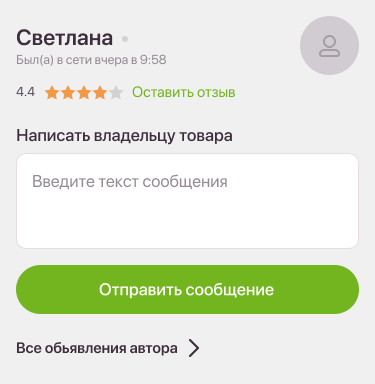 Светлана
Был(а) в сети вчера в 9:58
4.4 Оставить отзыв
Написать владельцу товара
Введите текст сообщения
Отправить сообщение
Все обьявления автора